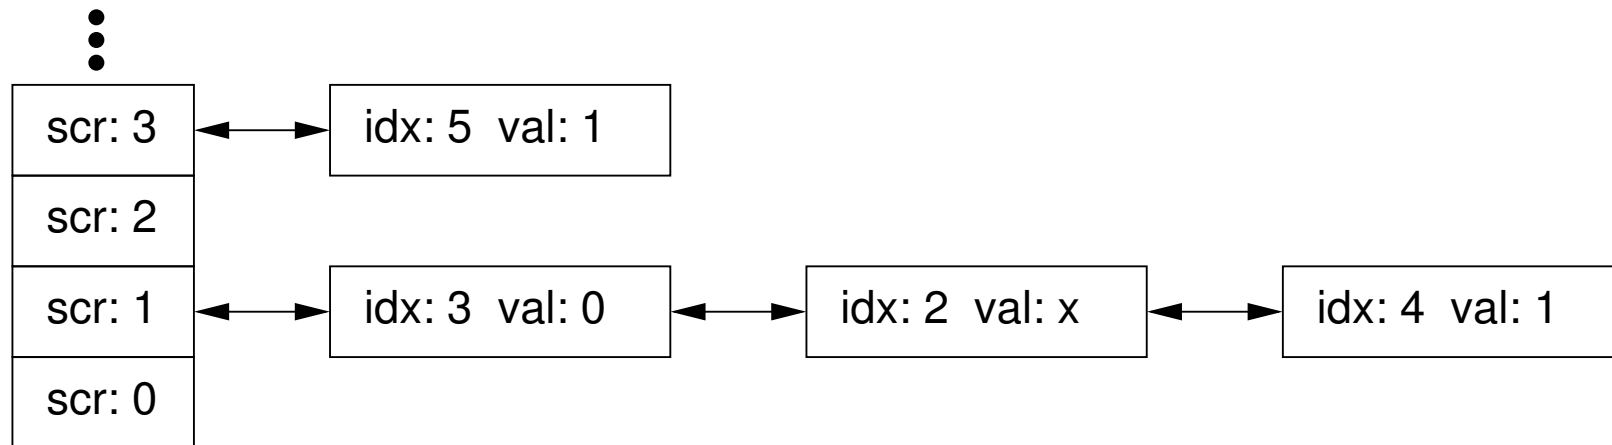 scr: 3 idx: 5 val: 1
scr: 2
scr: 1 idx: 3 val: 0 idx: 2 val: x idx: 4 val: 1
scr: 0